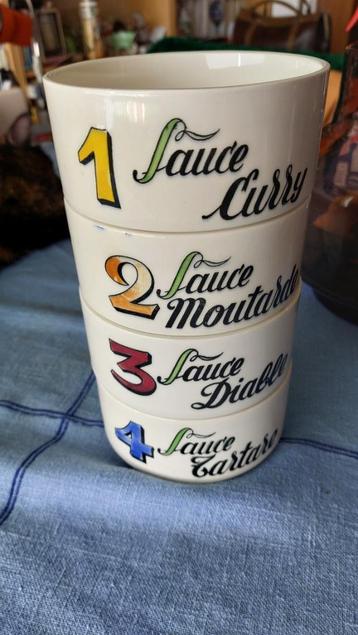 1 Sauce
Curry
2 Sauce
Moutarde
3 Sauce
Diable
4 Sauce
Tartare